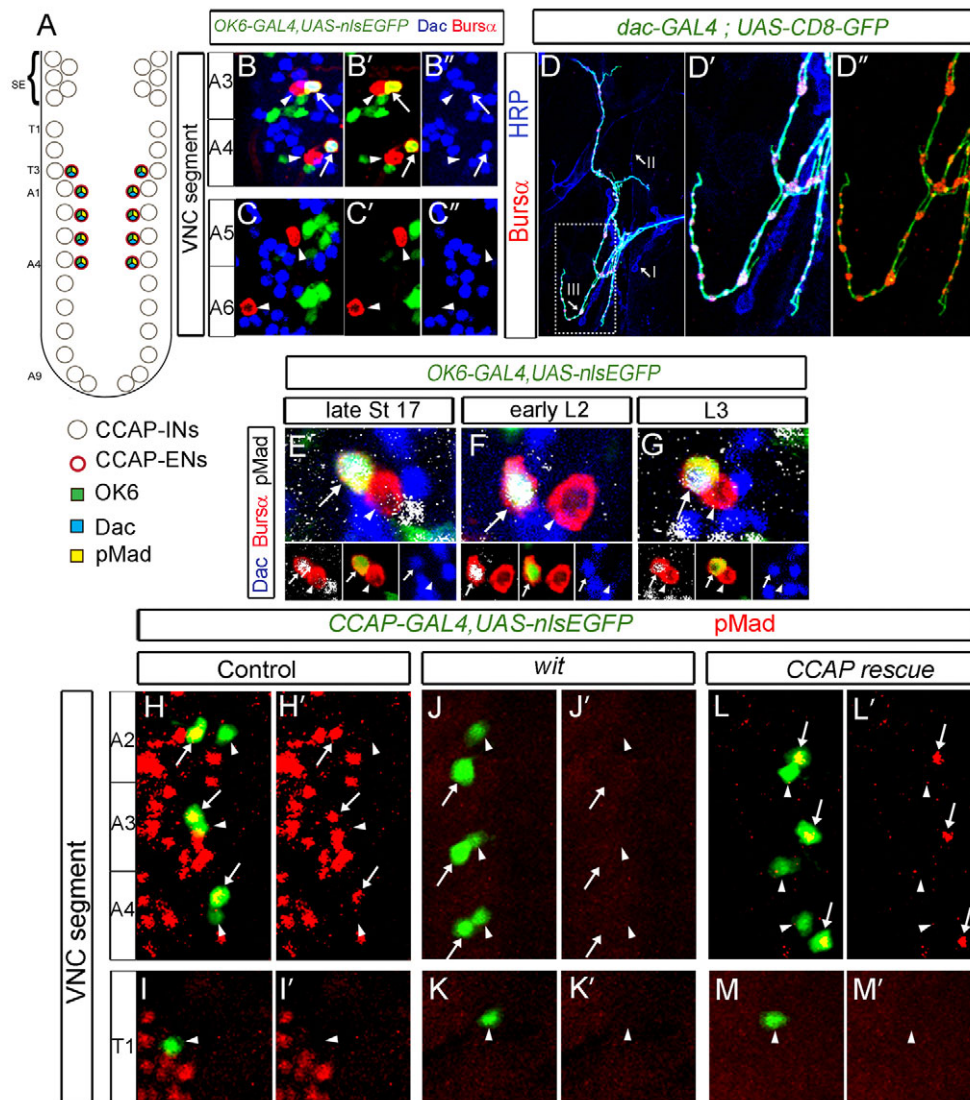 A
SE
T1
T3
A1
A4
A9
CCAP-INs
CCAP-ENs
OK6
Dac
pMad
OK6-GAL4,UAS-nlsEGFP Dac Bursα
VNC segment
A3
A4
A5
A6
B B′ B″
C C′ C″
dac-GAL4 ; UAS-CD8-GFP
Bursα HRP
D D′ D″
II
I
III
OK6-GAL4,UAS-nlsEGFP
late St 17 early L2 L3
Dac Bursα pMad
E F G
CCAP-GAL4,UAS-nlsEGFP pMad
Control wit CCAP rescue
VNC segment
A2
A3
A4
T1
H H′ J J′ L L′
I I′ K K′ M M′